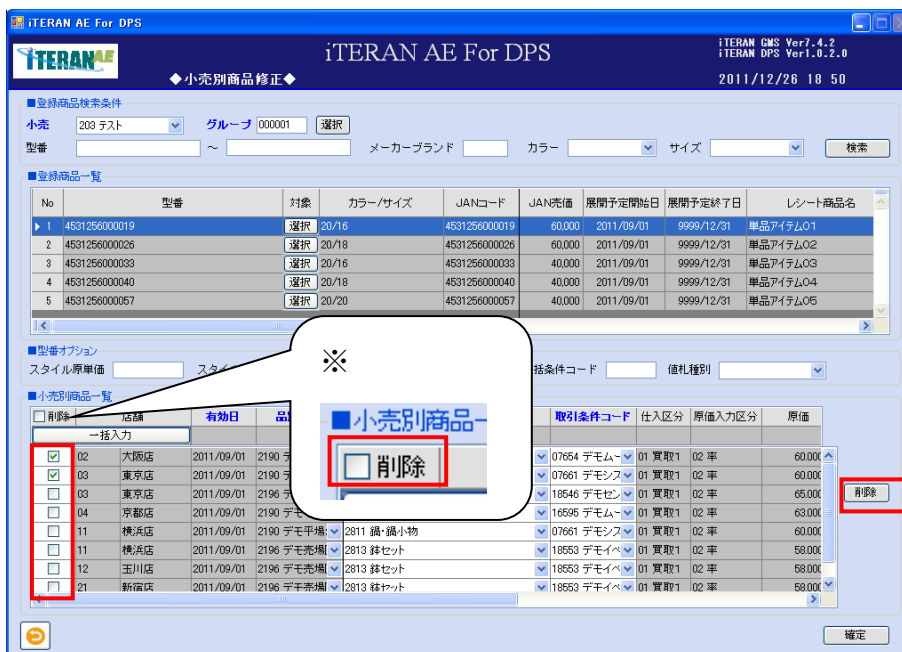 iTERAN AE For DPS
iTERAN AE
iTERAN AE For DPS
iTERAN GMS Ver7.4.2
iTERAN DPS Ver1.0.2.0
◆小売別商品修正◆
2011/12/26 18 50
■登録商品検索条件
小売 203 テスト グループ 000001 選択
型番 ～ メーカーブランド カラー サイズ 検索
■登録商品一覧
No 型番 対象 カラー/サイズ JANコード JAN売価 展開予定開始日 展開予定終了日 レシート商品名
1 4531256000019 選択 20/16 4531256000019 60,000 2011/09/01 9999/12/31 単品アイテム01
2 4531256000026 選択 20/18 4531256000026 60,000 2011/09/01 9999/12/31 単品アイテム02
3 4531256000033 選択 20/16 4531256000033 40,000 2011/09/01 9999/12/31 単品アイテム03
4 4531256000040 選択 20/18 4531256000040 40,000 2011/09/01 9999/12/31 単品アイテム04
5 4531256000057 選択 20/20 4531256000057 40,000 2011/09/01 9999/12/31 単品アイテム05
■型番オプション
スタイル原単価 スタイ 括条件コード 値札種別
■小売別商品一覧
削除 店舗 有効日 取引条件コード 仕入区分 原価入力区分 原価
一括入力
02 大阪店 2011/09/01 2190 07654 デモムー 01 買取1 02 率 60.000
03 東京店 2011/09/01 2190 07661 デモシス 01 買取1 02 率 60.000
03 東京店 2011/09/01 2196 18546 デモセン 01 買取1 02 率 65.000
04 京都店 2011/09/01 2190 デモ 16595 デモムー 01 買取1 02 率 63.000
11 横浜店 2011/09/01 2190 デモ平場 2811 鍋・鍋小物 07661 デモシス 01 買取1 02 率 60.000
11 横浜店 2011/09/01 2196 デモ売場 2813 鉢セット 18553 デモイベ 01 買取1 02 率 58.000
12 玉川店 2011/09/01 2196 デモ売場 2813 鉢セット 18553 デモイベ 01 買取1 02 率 58.000
21 新宿店 2011/09/01 2196 デモ売場 2813 鉢セット 18553 デモイベ 01 買取1 02 率 58.000
削除
※
■小売別商品一
削除
確定